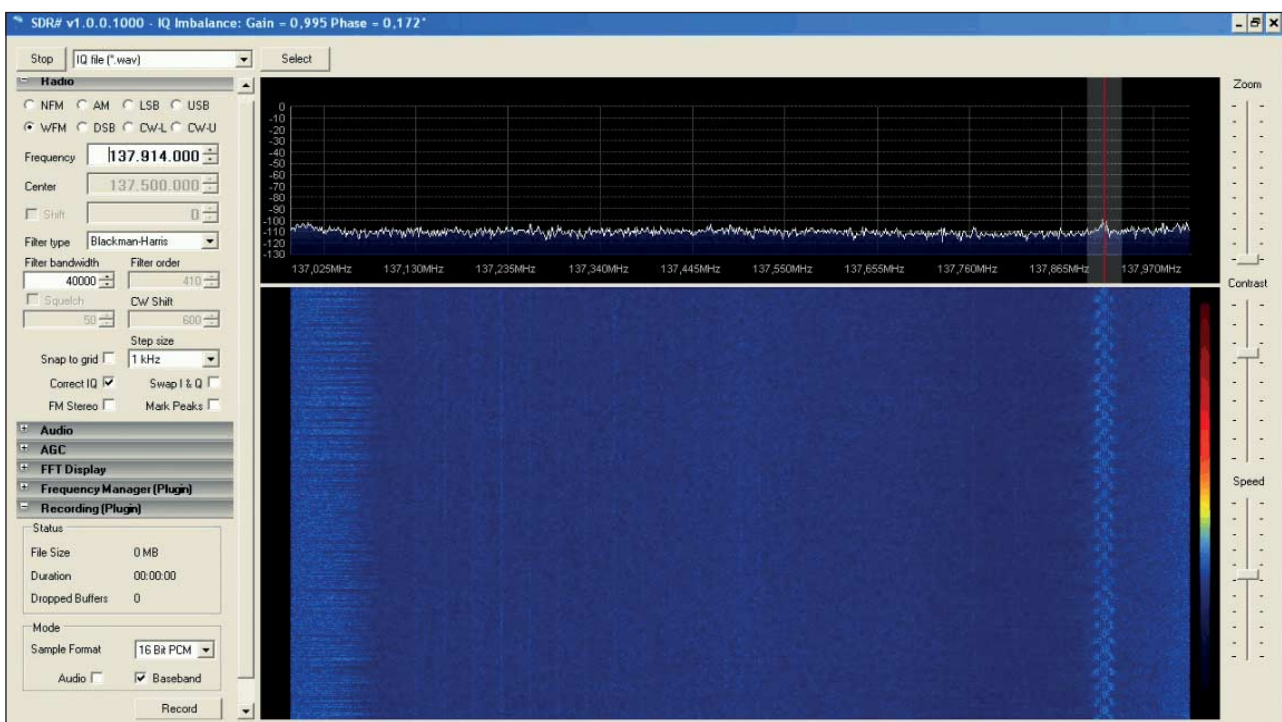 SDR# v1.0.0.1000 - IQ Imbalance: Gain = 0,995 Phase = 0,172°
Stop IQ file (*.wav) Select
Radio
NFM AM LSB USB
WFM DSB CW-L CW-U
Frequency 137.914.000
Center 137.500.000
Shift 0
Filter type Blackman-Harris
Filter bandwidth Filter order
40000 410
Squelch CW Shift
50 600
Step size
Snap to grid 1 kHz
Correct IQ Swap I & Q
FM Stereo Mark Peaks
Audio
AGC
FFT Display
Frequency Manager (Plugin)
Recording (Plugin)
Status
File Size 0 MB
Duration 00:00:00
Dropped Buffers 0
Mode
Sample Format 16 Bit PCM
Audio Baseband
Record
0
-10
-20
-30
-40
-50
-60
-70
-80
-90
-100
-110
-120
-130
137,025MHz 137,130MHz 137,235MHz 137,340MHz 137,445MHz 137,550MHz 137,655MHz 137,760MHz 137,865MHz 137,970MHz
Zoom
Contrast
Speed